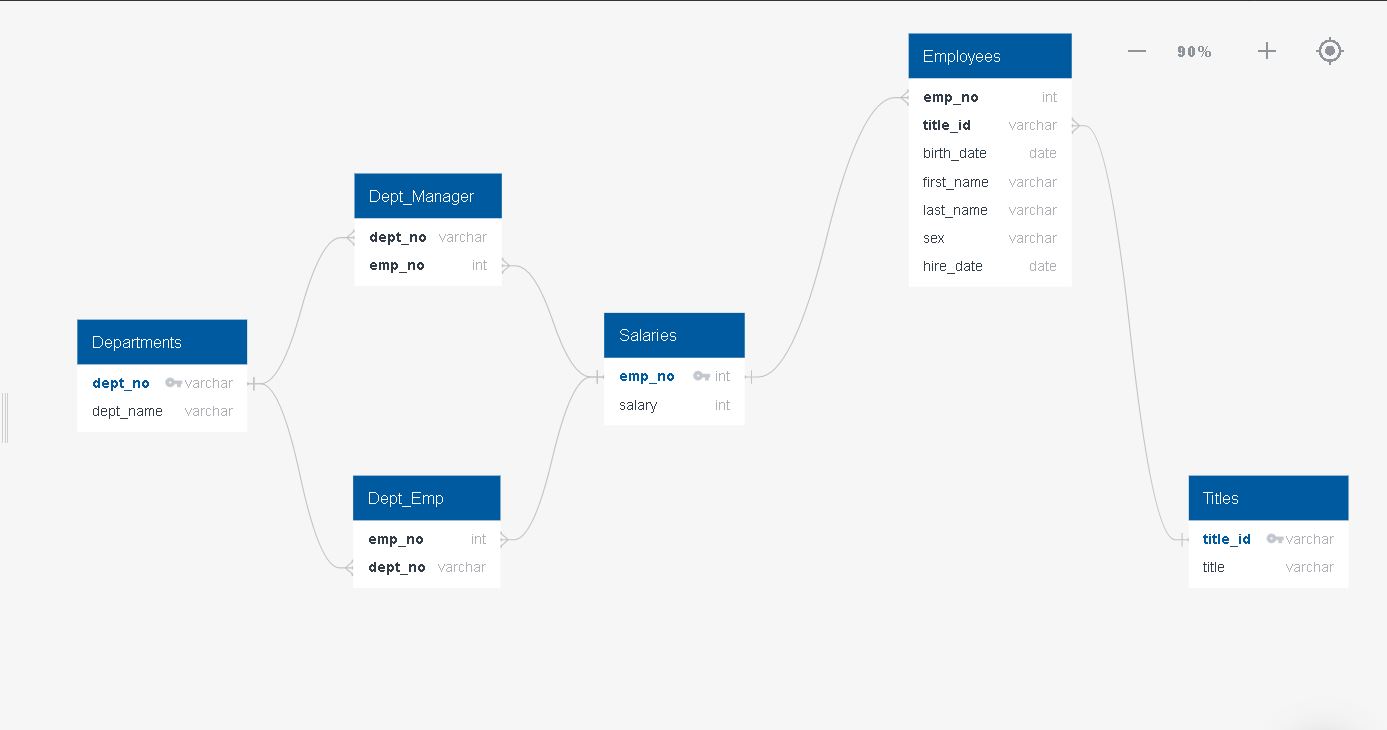 Employees
90%
emp_no int
title_id varchar
birth_date date
first_name varchar
last_name varchar
sex varchar
hire_date date
Dept_Manager
dept_no varchar
emp_no int
Departments
dept_no varchar
dept_name varchar
Salaries
emp_no int
salary int
Dept_Emp
emp_no int
dept_no varchar
Titles
title_id varchar
title varchar